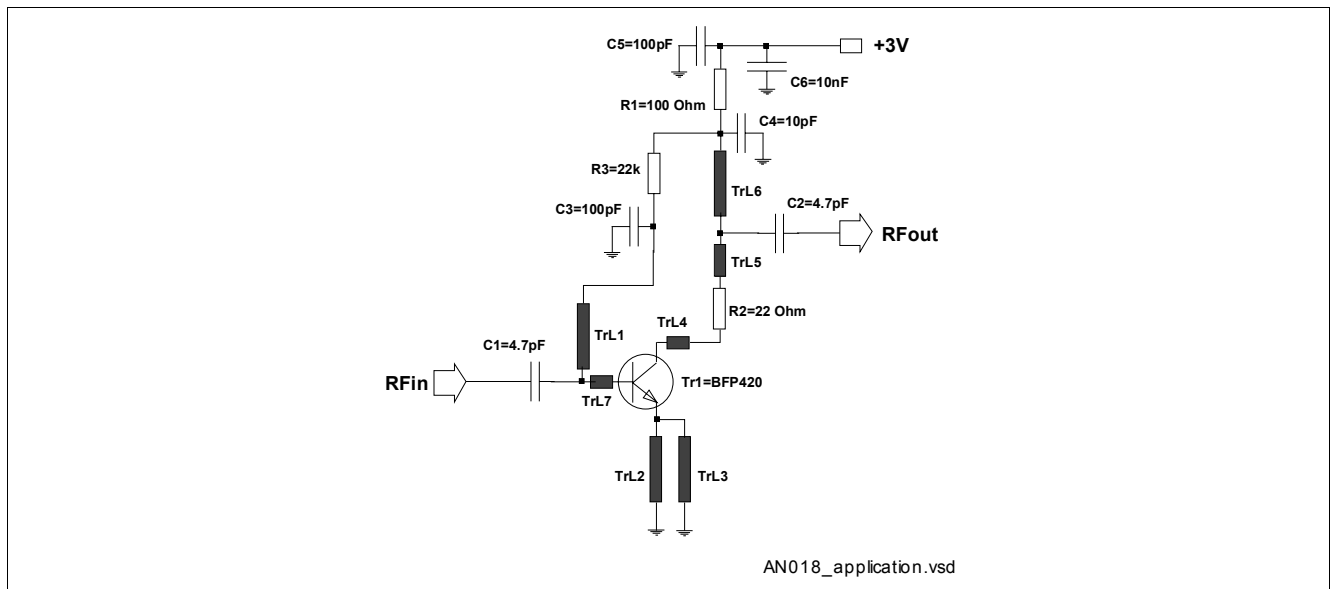 C5=100pF
+3V
C6=10nF
R1=100 Ohm
C4=10pF
R3=22k
TrL6
C2=4.7pF
C3=100pF
RFout
TrL5
R2=22 Ohm
TrL4
TrL1
C1=4.7pF
RFin
Tr1=BFP420
TrL7
TrL2
TrL3
AN018_application.vsd